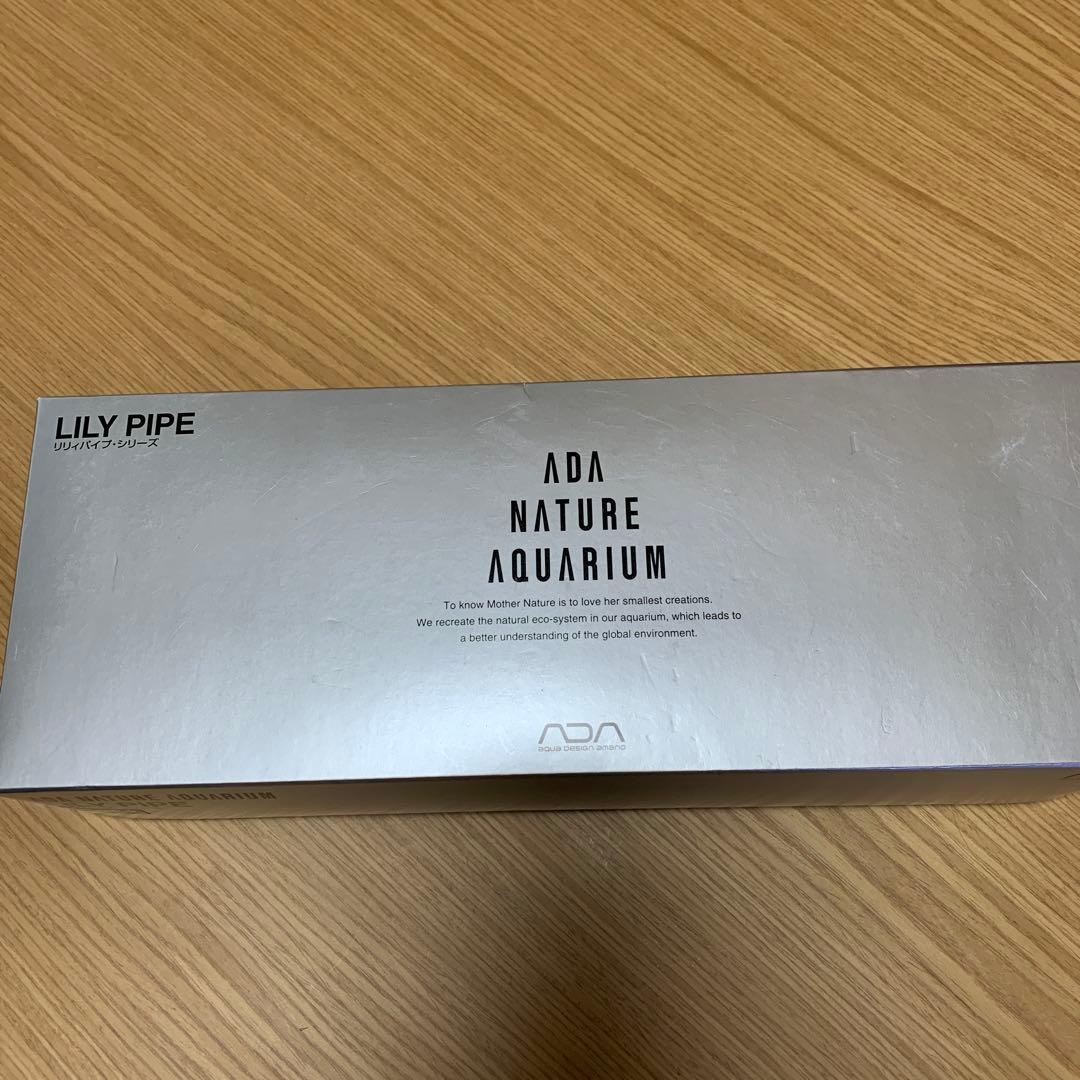 LILY PIPE
リリィパイプ・シリーズ
ADA
NATURE
AQUARIUM
To know Mother Nature is to love her smallest creations.
We recreate the natural eco-system in our aquarium, which leads to
a better understanding of the global environment.
ADA
aqua design amano
NATURE AQUARIUM